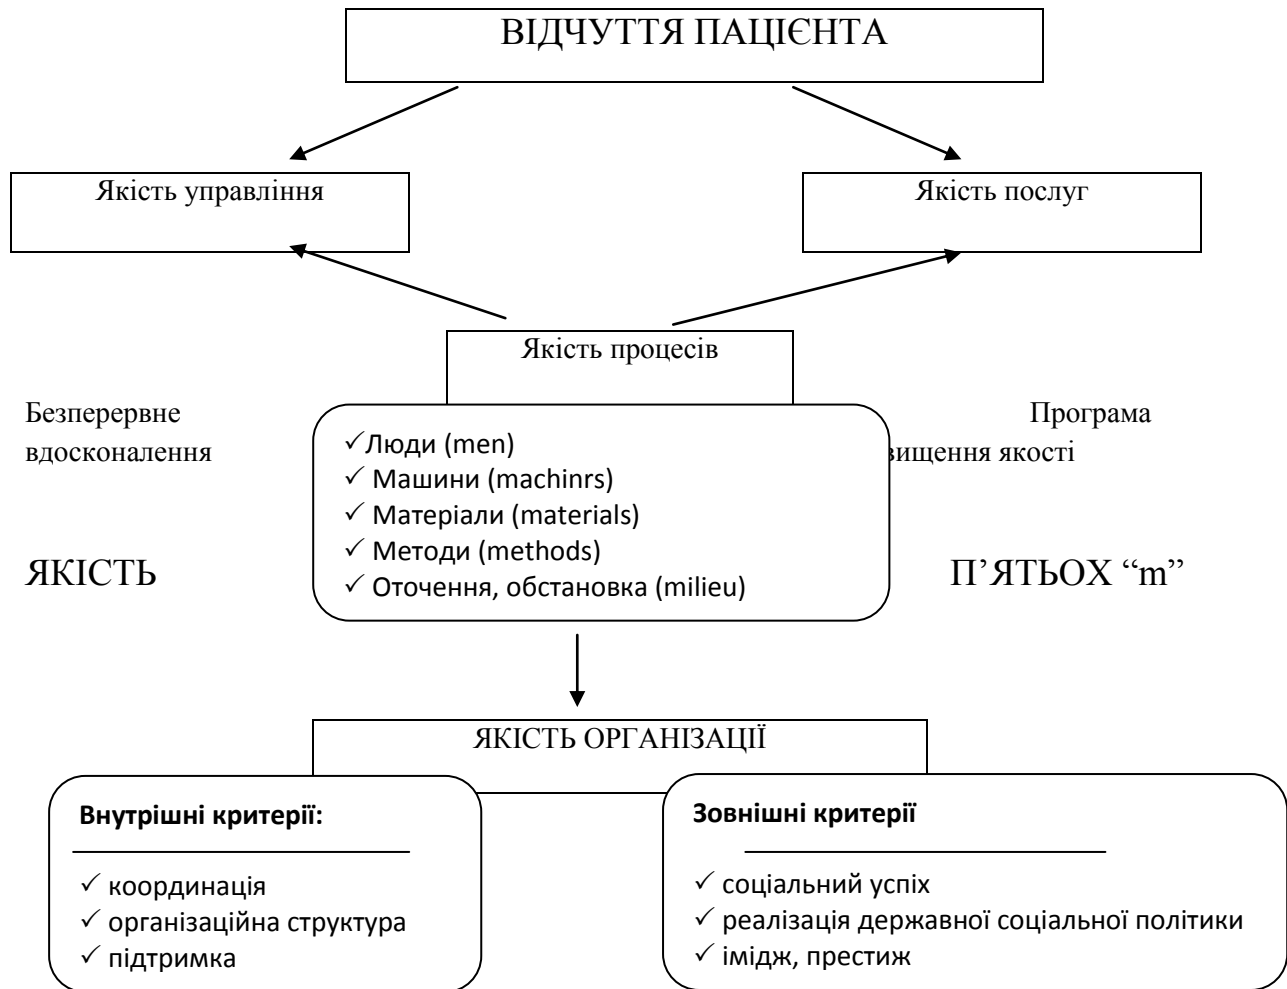 ВІДЧУТТЯ ПАЦІЄНТА
Якість управління
Якість послуг
Якість процесів
Безперервне
вдосконалення
Програма
вищення якості
✓Люди (men)
✓ Машини (machinrs)
✓ Матеріали (materials)
✓ Методи (methods)
✓ Оточення, обстановка (milieu)
ЯКІСТЬ
П’ЯТЬОХ “m”
ЯКІСТЬ ОРГАНІЗАЦІЇ
Внутрішні критерії:
✓ координація
✓ організаційна структура
✓ підтримка
Зовнішні критерії
✓ соціальний успіх
✓ реалізація державної соціальної політики
✓ імідж, престиж